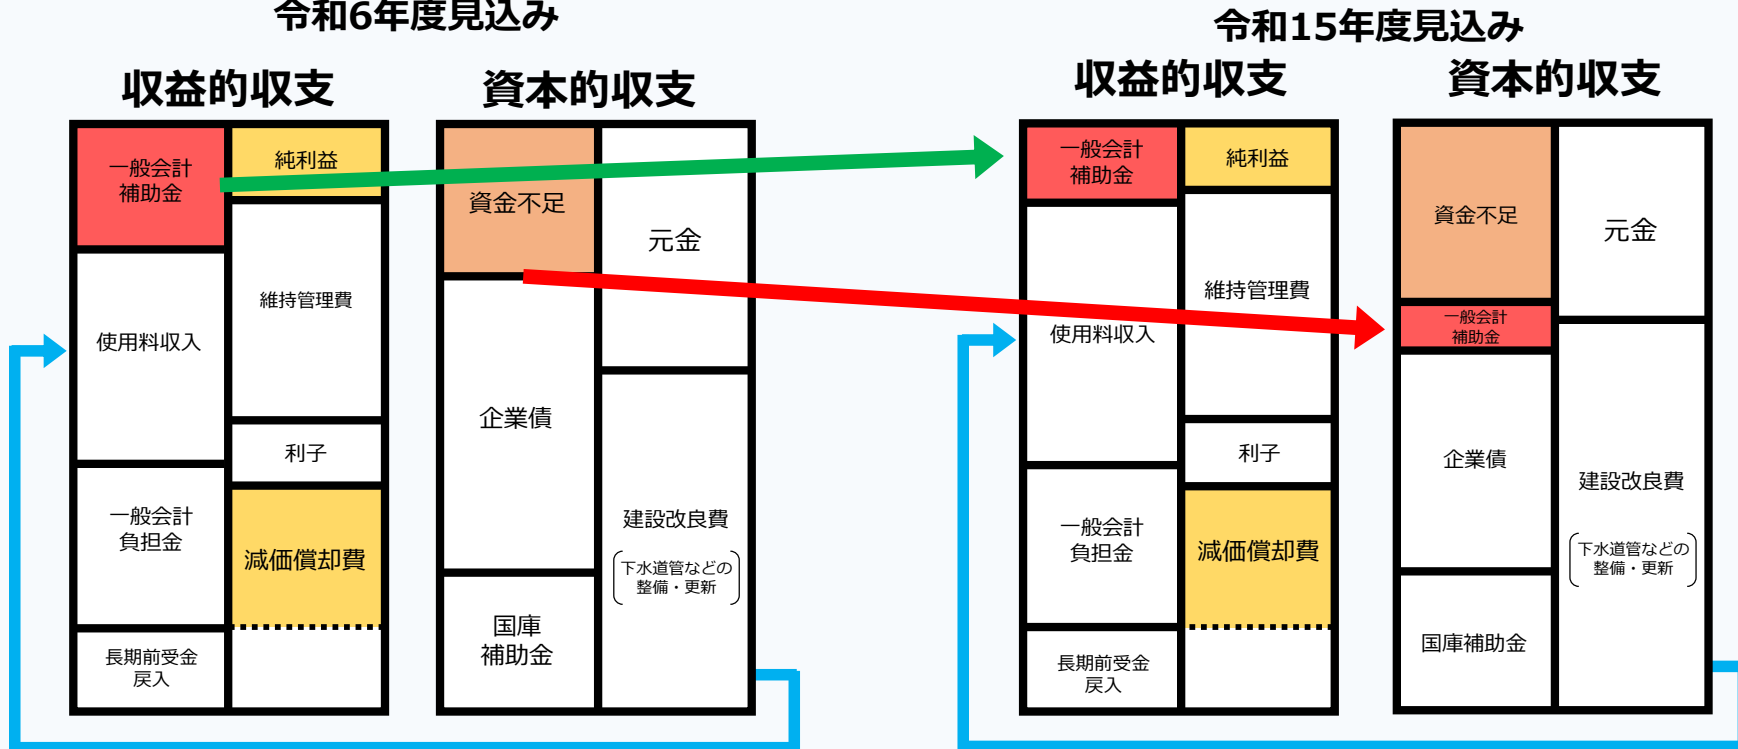 令和6年度見込み
収益的収支
資本的収支
一般会計
補助金
純利益
資金不足
元金
維持管理費
使用料収入
企業債
利子
一般会計
負担金
減価償却費
建設改良費
下水道管などの
整備・更新
国庫
補助金
長期前受金
戻入
令和15年度見込み
収益的収支
資本的収支
一般会計
補助金
純利益
資金不足
元金
維持管理費
一般会計
補助金
使用料収入
利子
企業債
建設改良費
一般会計
負担金
減価償却費
下水道管などの
整備・更新
国庫補助金
長期前受金
戻入